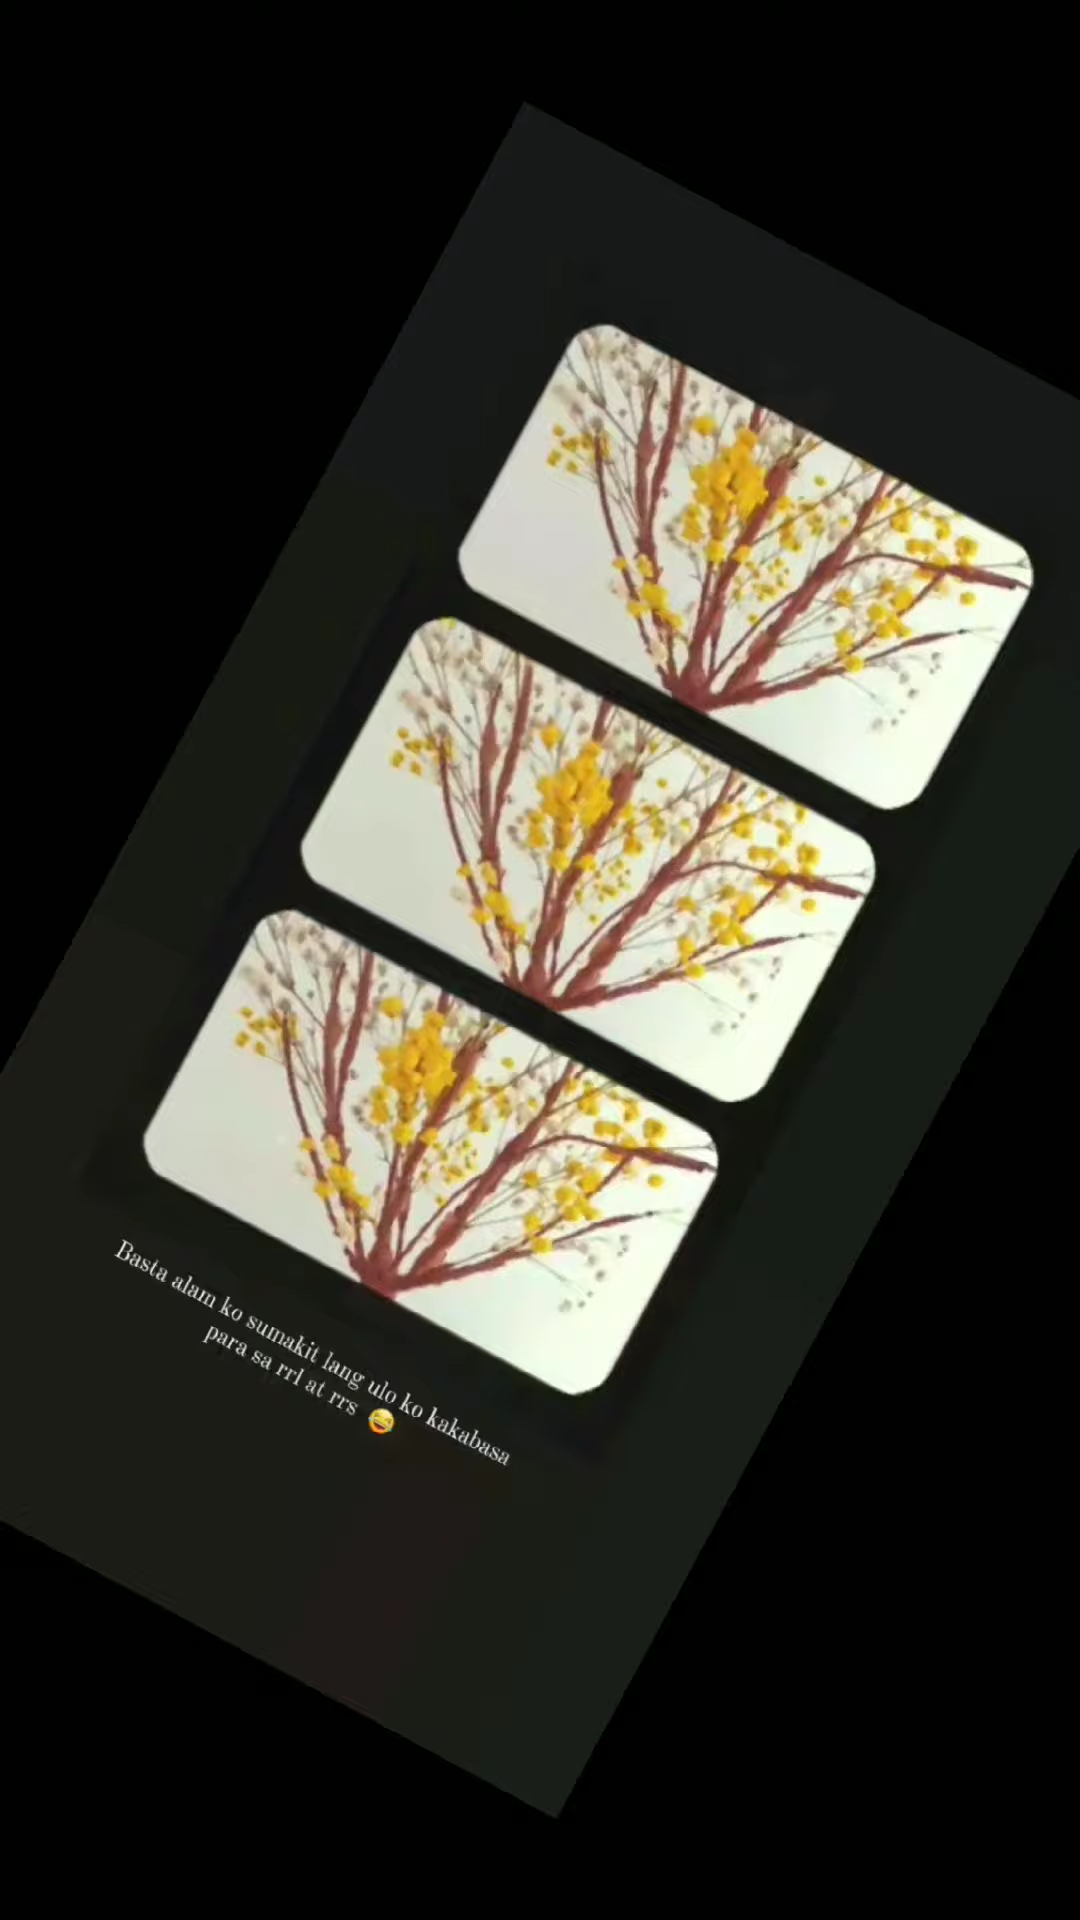 Basta alam ko sumakit lang ulo ko kakabasa
para sa rrl at rrs 😅